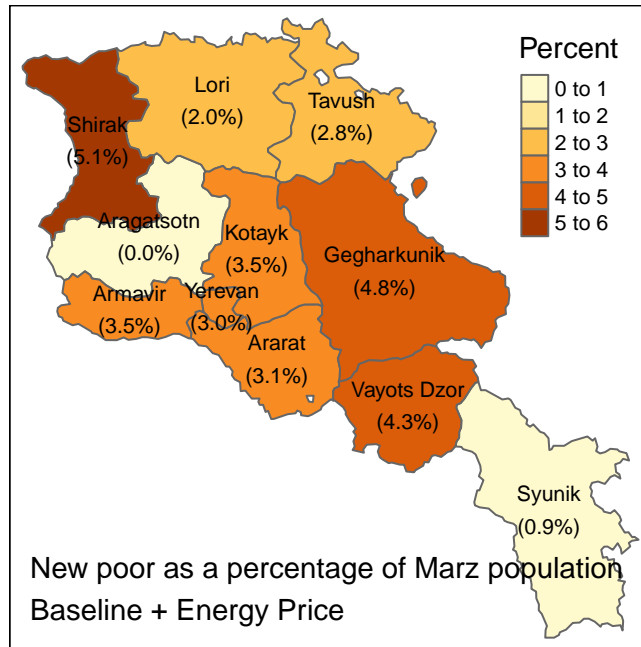 Percent
0 to 1
1 to 2
2 to 3
3 to 4
4 to 5
5 to 6
Lori
(2.0%)
Tavush
(2.8%)
Shirak
(5.1%)
Aragatsotn
(0.0%)
Kotayk
(3.5%)
Gegharkunik
(4.8%)
Armavir
(3.5%)
Yerevan
(3.0%)
Ararat
(3.1%)
Vayots Dzor
(4.3%)
Syunik
(0.9%)
New poor as a percentage of Marz population
Baseline + Energy Price